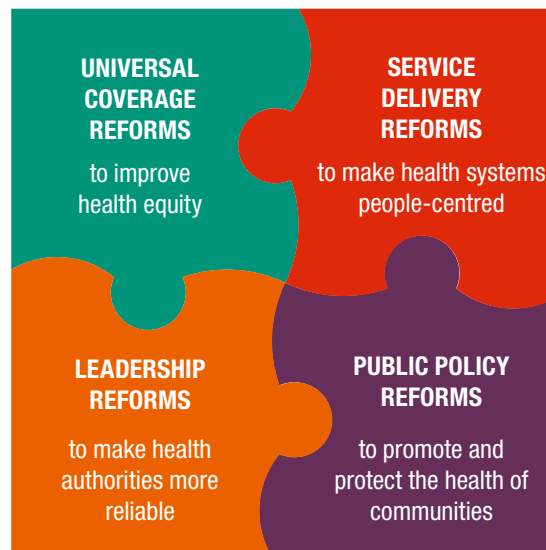 UNIVERSAL
COVERAGE
REFORMS
to improve
health equity
SERVICE
DELIVERY
REFORMS
to make health systems
people-centred
LEADERSHIP
REFORMS
to make health
authorities more
reliable
PUBLIC POLICY
REFORMS
to promote and
protect the health of
communities